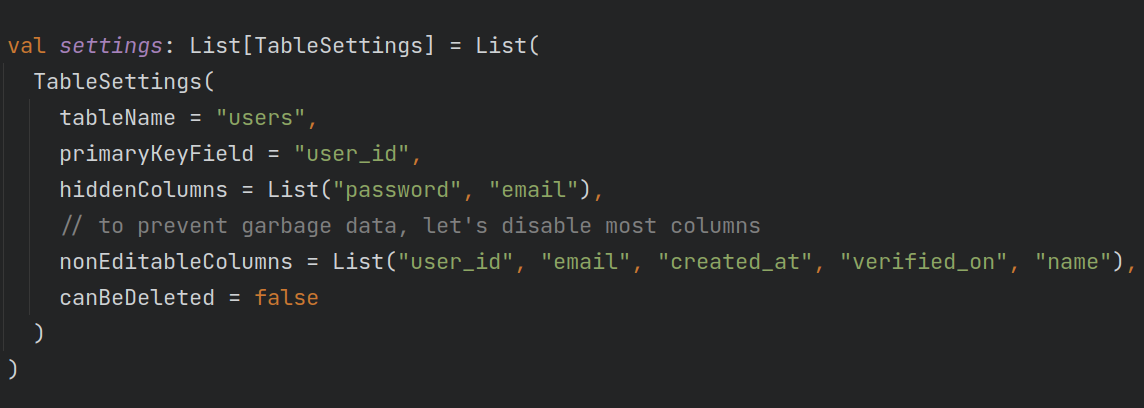 val settings: List[TableSettings] = List(
  TableSettings(
    tableName = "users",
    primaryKeyField = "user_id",
    hiddenColumns = List("password", "email"),
    // to prevent garbage data, let's disable most columns
    nonEditableColumns = List("user_id", "email", "created_at", "verified_on", "name"),
    canBeDeleted = false
  )
)